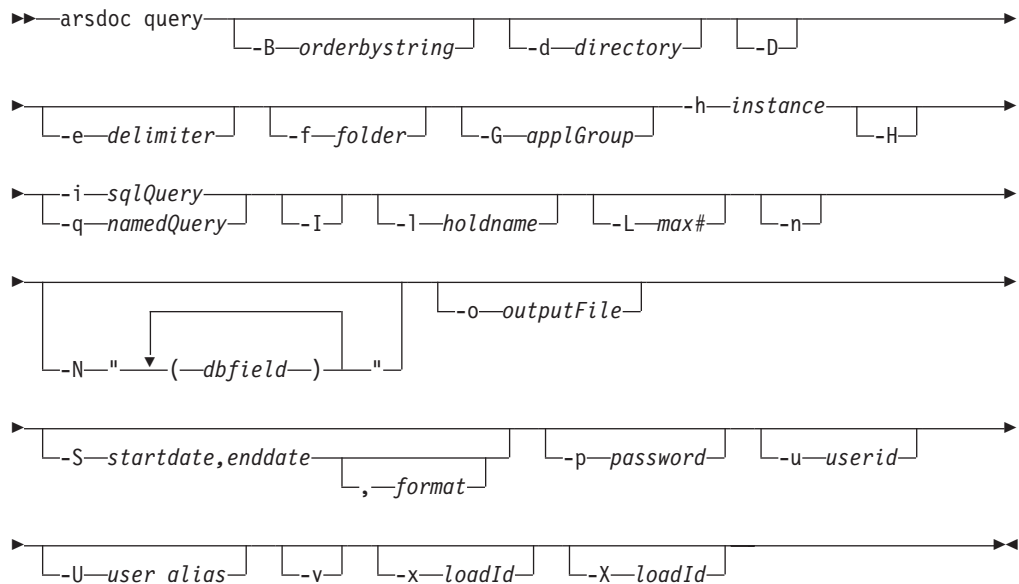 arsdoc query
-B orderbystring -d directory -D
-h instance
-e delimiter -f folder -G applGroup -H
-i sqlQuery
-q namedQuery -I -l holdname -L max# -n
-o outputFile
-N " ( dbfield ) "
-S startdate,enddate -p password -u userid
, format
-U user alias -v -x loadId -X loadId